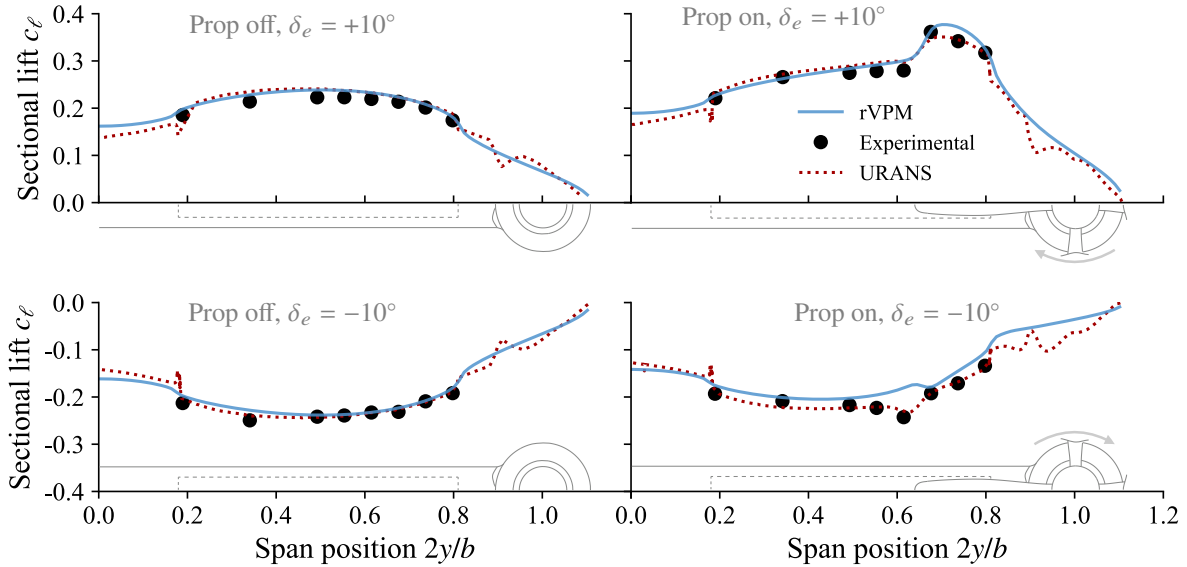 Prop off, δₑ = +10°
Prop on, δₑ = +10°
Sectional lift cℓ
0.4
0.3
0.2
0.1
0.0
rVPM
Experimental
URANS
Prop off, δₑ = −10°
Prop on, δₑ = −10°
Sectional lift cℓ
0.0
-0.1
-0.2
-0.3
-0.4
0.0 0.2 0.4 0.6 0.8 1.0
0.0 0.2 0.4 0.6 0.8 1.0 1.2
Span position 2y/b
Span position 2y/b